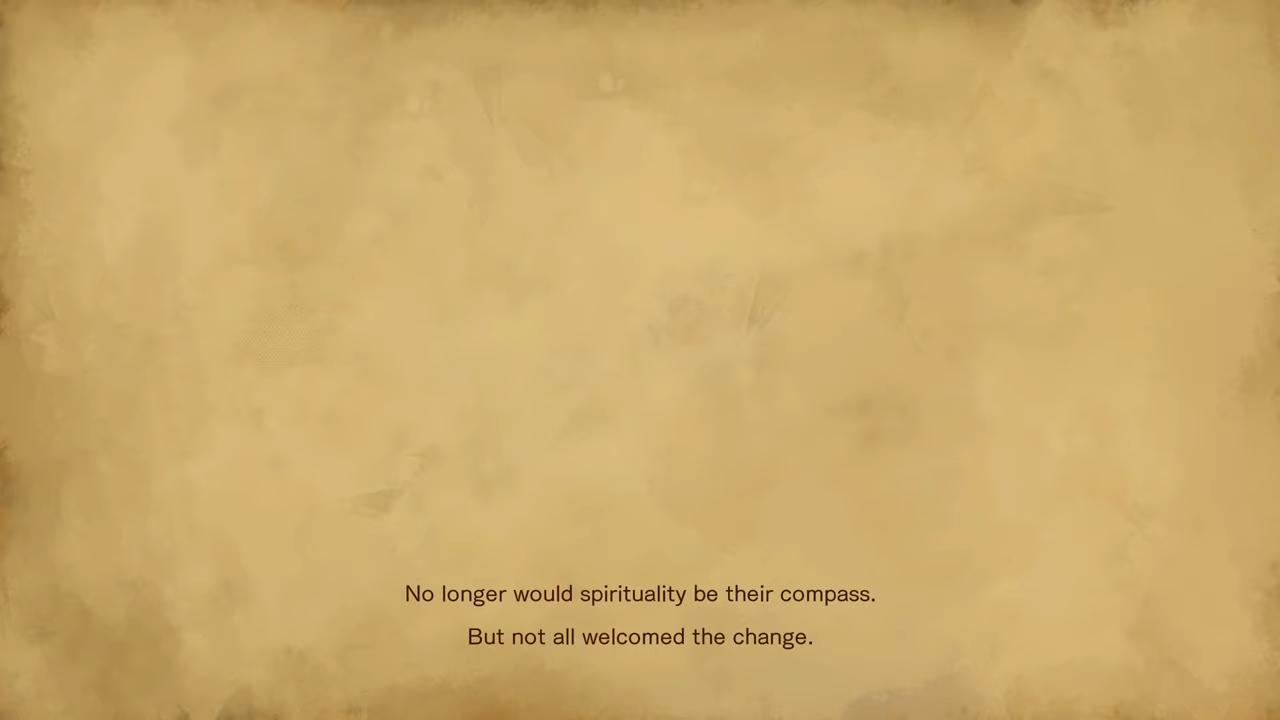 No longer would spirituality be their compass.
But not all welcomed the change.